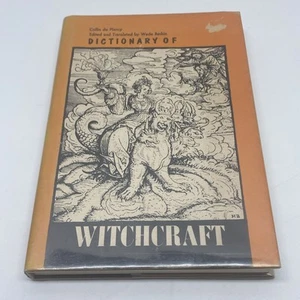 Collin de Plancy
Edited and Translated by Wade Baskin
DICTIONARY OF
WITCHCRAFT